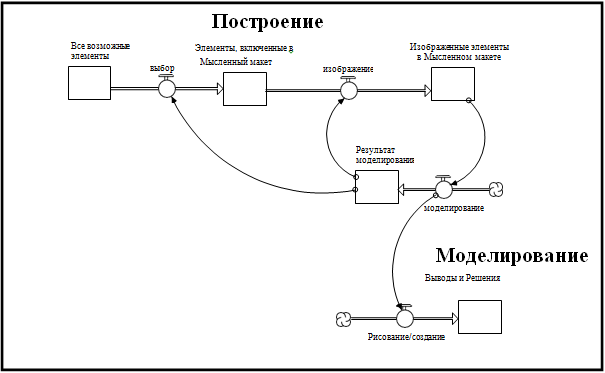 Построение
Все возможные
элементы
выбор
Элементы, включенные в
Мысленный макет
изображение
Изображенные элементы
в Мысленном макете
Результат
моделирования
моделирование
Моделирование
Выводы и Решения
Рисование/создание